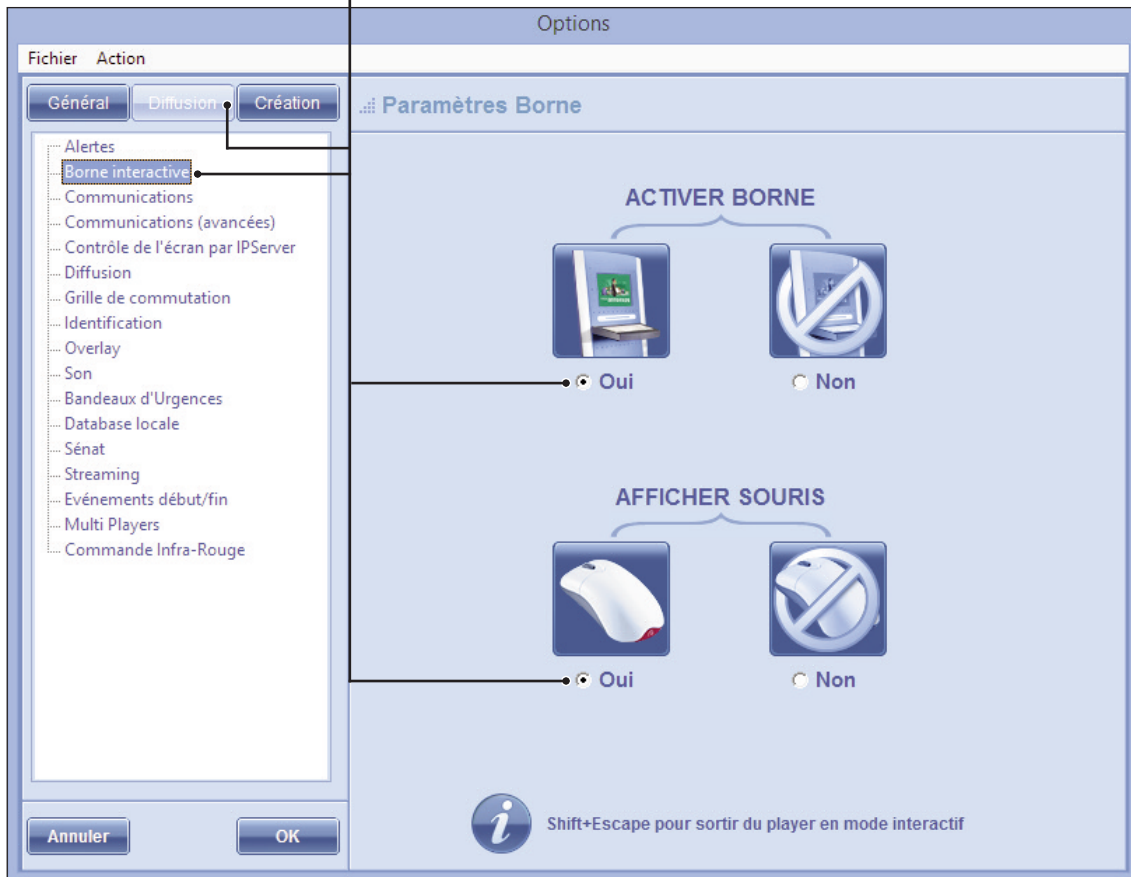 Options
Fichier Action
Général Diffusion Création
Paramètres Borne
Alertes
Borne interactive
Communications
Communications (avancées)
Contrôle de l'écran par IPServer
Diffusion
Grille de commutation
Identification
Overlay
Son
Bandeaux d'Urgences
Database locale
Sénat
Streaming
Evénements début/fin
Multi Players
Commande Infra-Rouge
ACTIVER BORNE
Oui Non
AFFICHER SOURIS
Oui Non
Annuler OK
Shift+Escape pour sortir du player en mode interactif